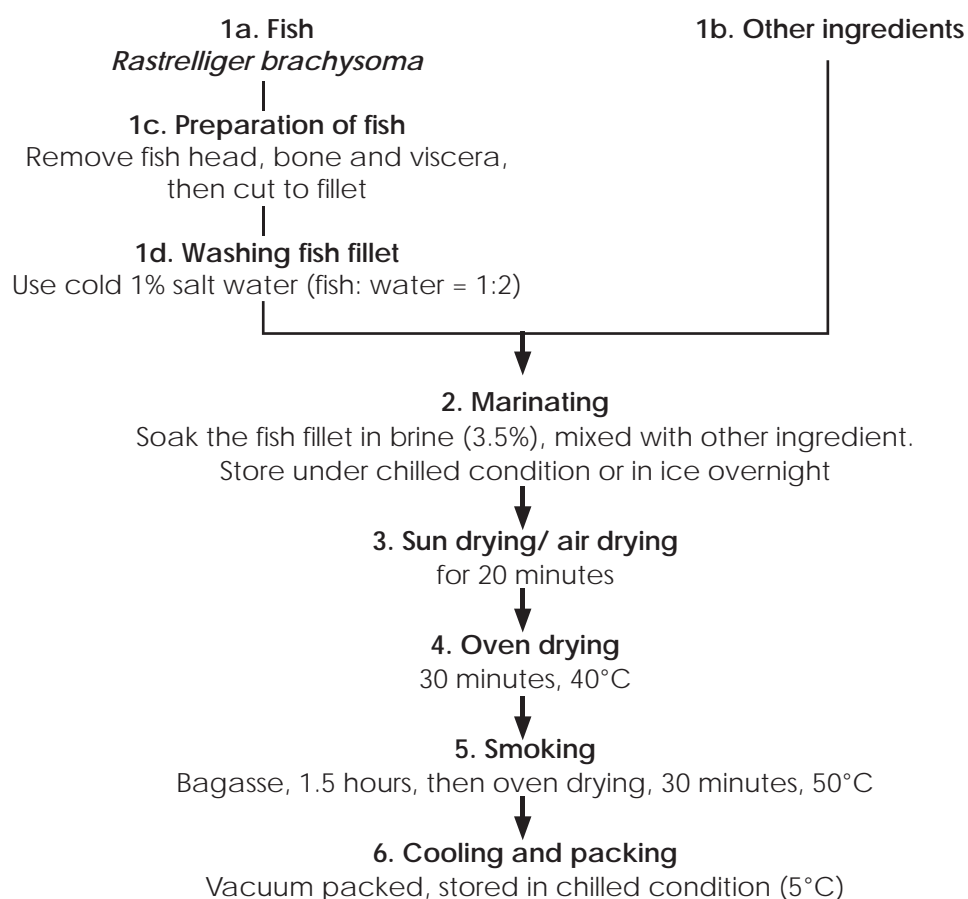 1a. Fish
Rastrelliger brachysoma
1b. Other ingredients
1c. Preparation of fish
Remove fish head, bone and viscera,
then cut to fillet
1d. Washing fish fillet
Use cold 1% salt water (fish: water = 1:2)
2. Marinating
Soak the fish fillet in brine (3.5%), mixed with other ingredient.
Store under chilled condition or in ice overnight
3. Sun drying/ air drying
for 20 minutes
4. Oven drying
30 minutes, 40°C
5. Smoking
Bagasse, 1.5 hours, then oven drying, 30 minutes, 50°C
6. Cooling and packing
Vacuum packed, stored in chilled condition (5°C)